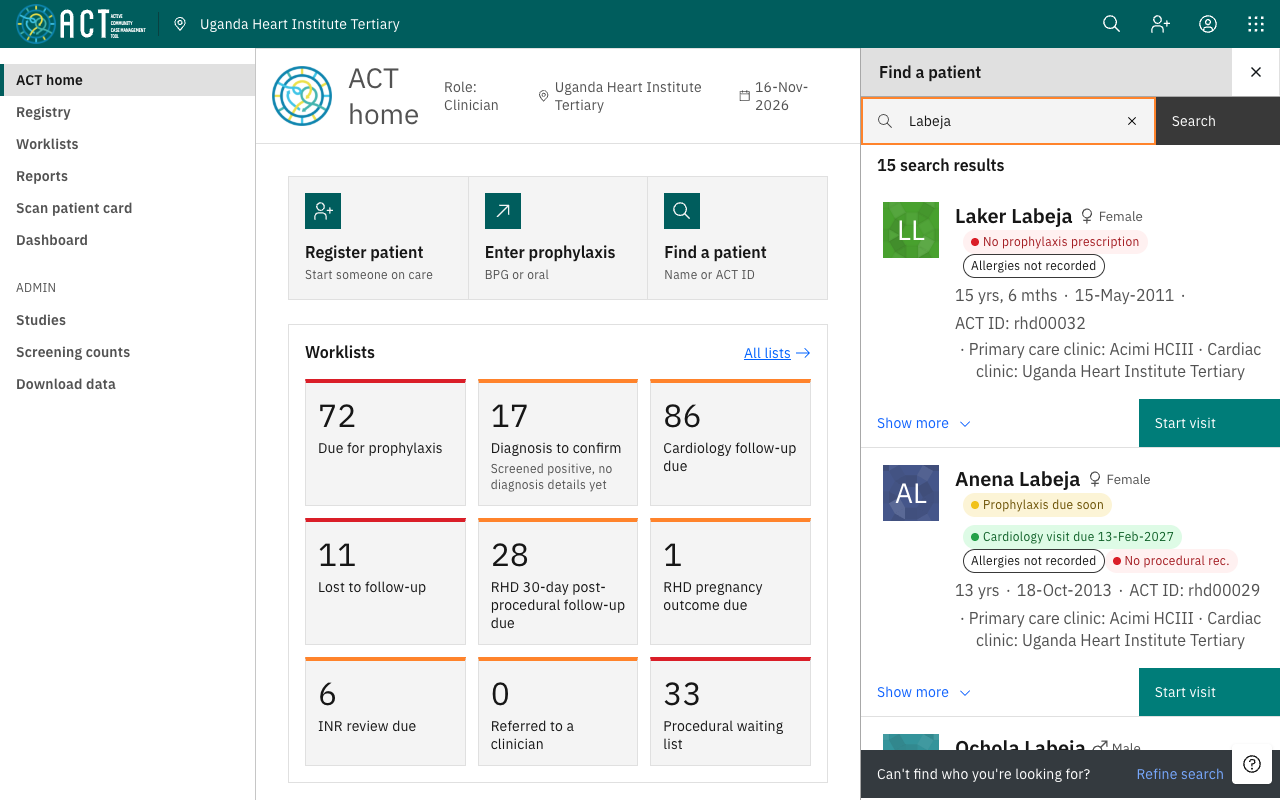 ACT
ACTIVE
COMMUNITY
CASE MANAGEMENT
TOOL
Uganda Heart Institute Tertiary
ACT home
Registry
Worklists
Reports
Scan patient card
Dashboard
ADMIN
Studies
Screening counts
Download data
ACT
home
Role:
Clinician
Uganda Heart Institute
Tertiary
16-Nov-
2026
Register patient
Start someone on care
Enter prophylaxis
BPG or oral
Find a patient
Name or ACT ID
Worklists
All lists
72
Due for prophylaxis
17
Diagnosis to confirm
Screened positive, no
diagnosis details yet
86
Cardiology follow-up
due
11
Lost to follow-up
28
RHD 30-day post-
procedural follow-up
due
1
RHD pregnancy
outcome due
6
INR review due
0
Referred to a
clinician
33
Procedural waiting
list
Find a patient
Labeja
Search
15 search results
LL
Laker Labeja Female
No prophylaxis prescription
Allergies not recorded
15 yrs, 6 mths · 15-May-2011 ·
ACT ID: rhd00032
· Primary care clinic: Acimi HCIII · Cardiac
clinic: Uganda Heart Institute Tertiary
Show more
Start visit
AL
Anena Labeja Female
Prophylaxis due soon
Cardiology visit due 13-Feb-2027
Allergies not recorded No procedural rec.
13 yrs · 18-Oct-2013 · ACT ID: rhd00029
· Primary care clinic: Acimi HCIII · Cardiac
clinic: Uganda Heart Institute Tertiary
Show more
Start visit
Ochola Labeja Male
Can't find who you're looking for?
Refine search